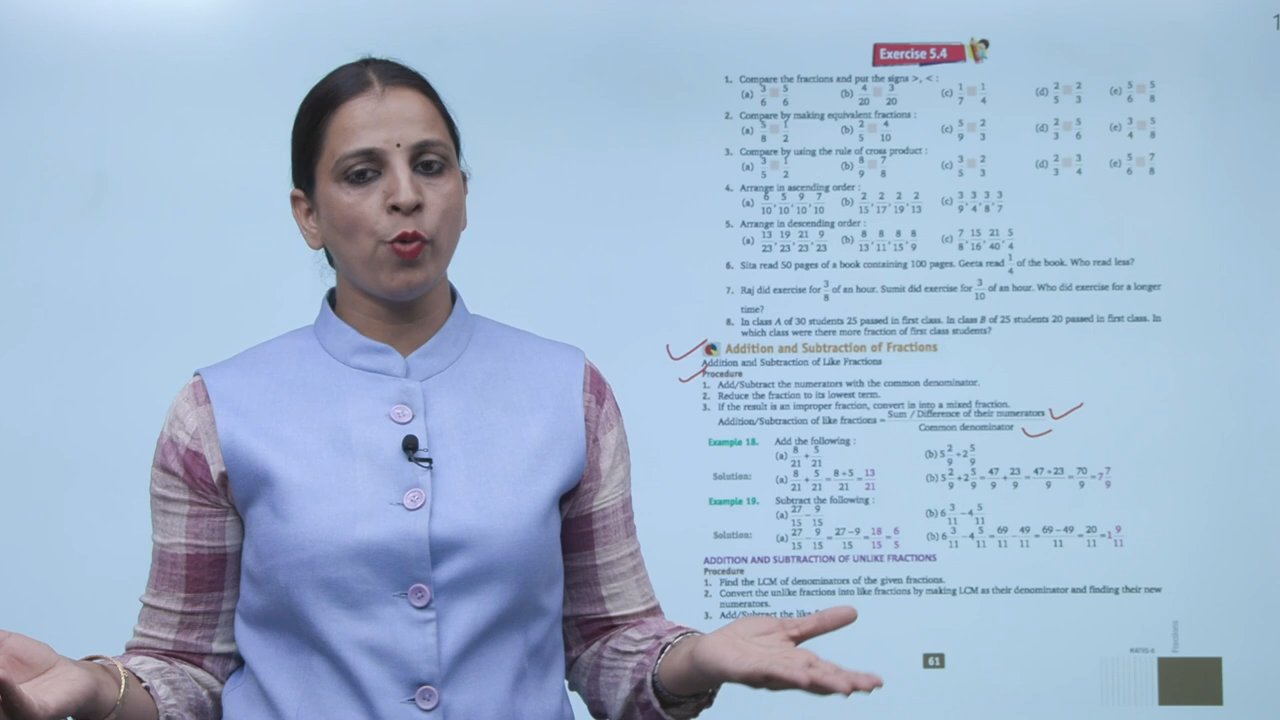 1
Exercise 5.4
1. Compare the fractions and put the signs >, < :
(a) 3/6 5/6 (b) 4/20 3/20 (c) 1/7 1/4 (d) 2/5 2/3 (e) 5/6 5/8
2. Compare by making equivalent fractions :
(a) 5/8 1/2 (b) 2/5 4/10 (c) 5/9 2/3 (d) 2/3 5/6 (e) 3/4 5/8
3. Compare by using the rule of cross product :
(a) 3/5 1/2 (b) 8/9 7/8 (c) 3/5 2/3 (d) 2/3 3/4 (e) 5/6 7/8
4. Arrange in ascending order :
(a) 6/10, 5/10, 9/10, 7/10 (b) 2/15, 2/17, 2/19, 2/13 (c) 3/9, 3/4, 3/8, 3/7
5. Arrange in descending order :
(a) 13/23, 19/23, 21/23, 9/23 (b) 8/13, 8/11, 8/15, 8/9 (c) 7/8, 15/16, 21/40, 5/4
6. Sita read 50 pages of a book containing 100 pages. Geeta read 1/4 of the book. Who read less?
7. Raj did exercise for 3/8 of an hour. Sumit did exercise for 3/10 of an hour. Who did exercise for a longer
time?
8. In class A of 30 students 25 passed in first class. In class B of 25 students 20 passed in first class. In
which class were there more fraction of first class students?
Addition and Subtraction of Fractions
Addition and Subtraction of Like Fractions
Procedure
1. Add/Subtract the numerators with the common denominator.
2. Reduce the fraction to its lowest term.
3. If the result is an improper fraction, convert in into a mixed fraction.
Addition/Subtraction of like fractions = Sum / Difference of their numerators / Common denominator
Example 18. Add the following :
(a) 8/21 + 5/21 (b) 5 2/9 + 2 5/9
Solution: (a) 8/21 + 5/21 = 8+5/21 = 13/21 (b) 5 2/9 + 2 5/9 = 47/9 + 23/9 = 47+23/9 = 70/9 = 7 7/9
Example 19. Subtract the following :
(a) 27/15 - 9/15 (b) 6 3/11 - 4 5/11
Solution: (a) 27/15 - 9/15 = 27-9/15 = 18/15 = 6/5 (b) 6 3/11 - 4 5/11 = 69/11 - 49/11 = 69-49/11 = 20/11 = 1 9/11
ADDITION AND SUBTRACTION OF UNLIKE FRACTIONS
Procedure
1. Find the LCM of denominators of the given fractions.
2. Convert the unlike fractions into like fractions by making LCM as their denominator and finding their new
numerators.
3. Add/Subtract the like
61
MATHS-6
Fractions